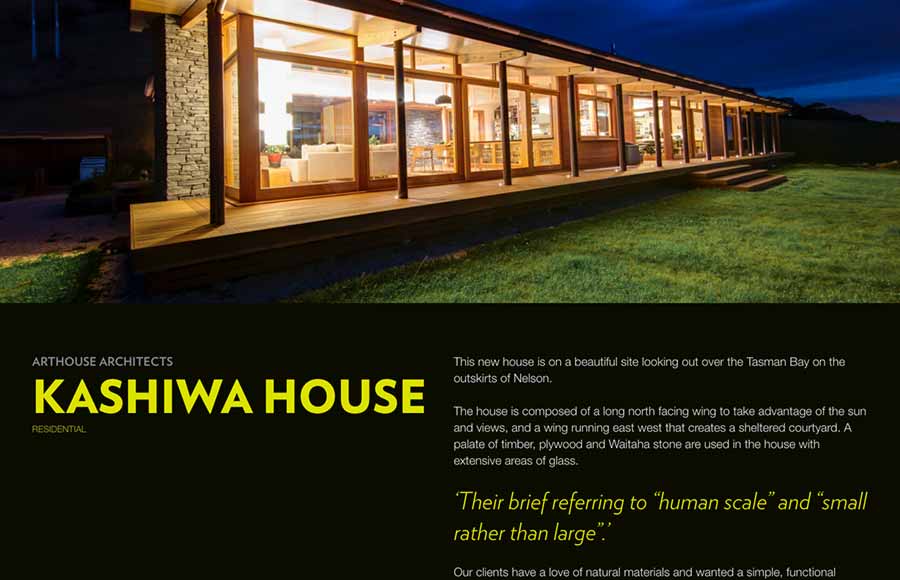 ARTHOUSE ARCHITECTS
KASHIWA HOUSE
RESIDENTIAL
This new house is on a beautiful site looking out over the Tasman Bay on the
outskirts of Nelson.
The house is composed of a long north facing wing to take advantage of the sun
and views, and a wing running east west that creates a sheltered courtyard. A
palate of timber, plywood and Waitaha stone are used in the house with
extensive areas of glass.
‘Their brief referring to “human scale” and “small
rather than large”.’
Our clients have a love of natural materials and wanted a simple, functional